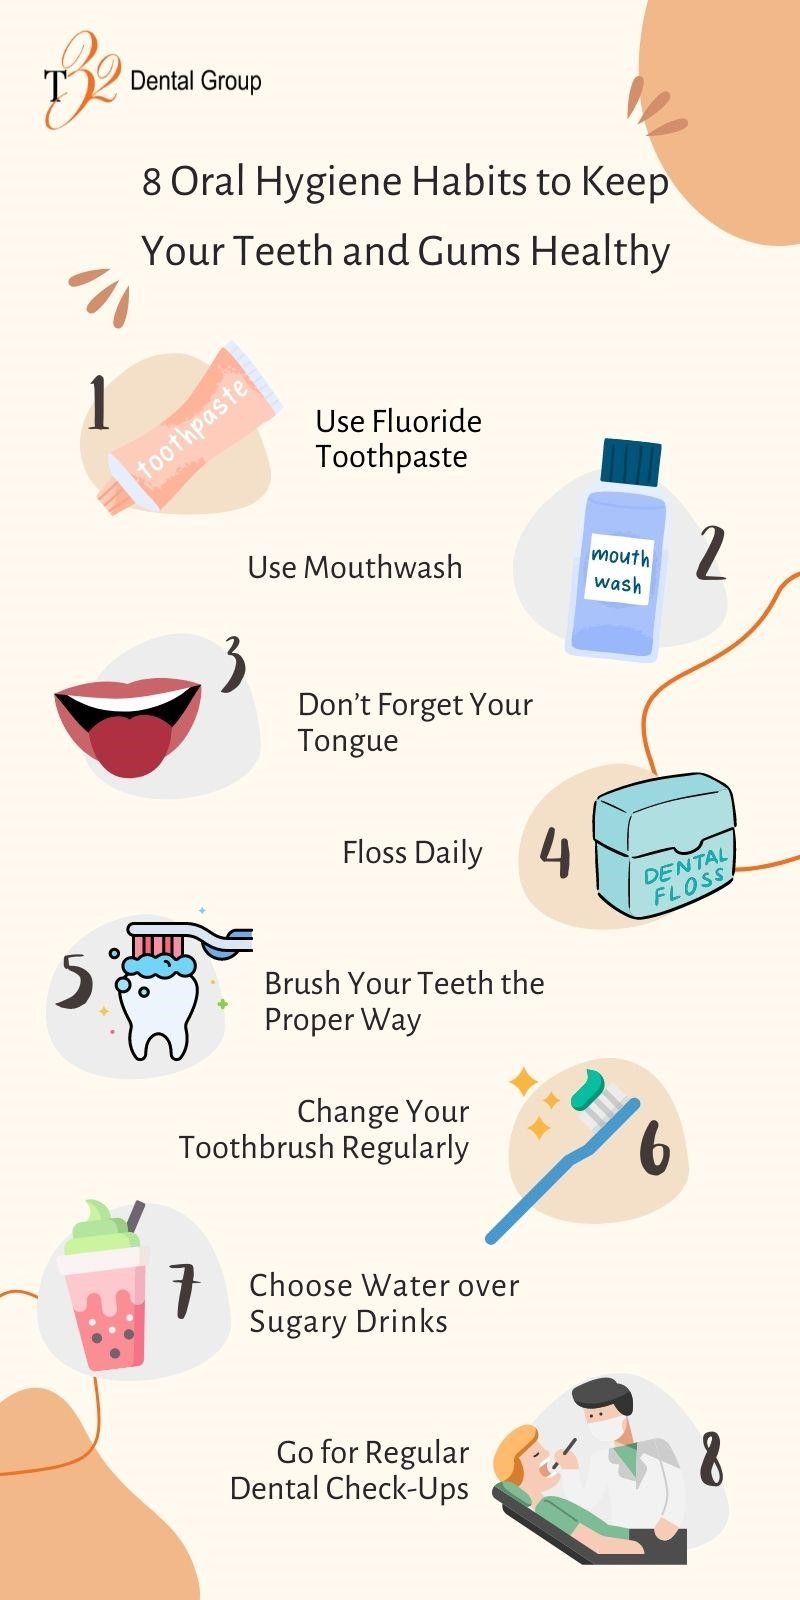 T32 Dental Group
8 Oral Hygiene Habits to Keep
Your Teeth and Gums Healthy
1
toothpaste
Use Fluoride
Toothpaste
Use Mouthwash
mouth
wash
2
3
Don’t Forget Your
Tongue
Floss Daily
4
DENTAL
FLOSS
5
Brush Your Teeth the
Proper Way
Change Your
Toothbrush Regularly
6
7
Choose Water over
Sugary Drinks
Go for Regular
Dental Check-Ups
8